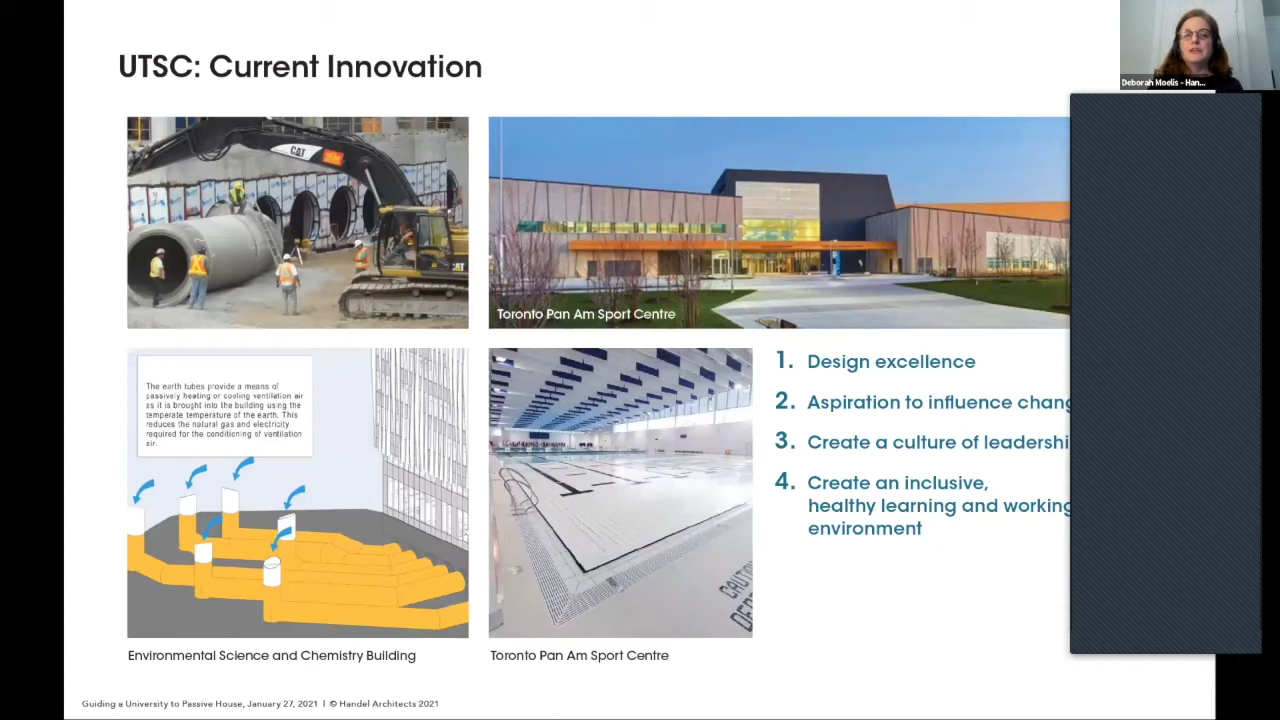 UTSC: Current Innovation
Deborah Moelis - Han...
CAT
CAT
Toronto Pan Am Sport Centre
The earth tubes provide a means of
passively heating or cooling ventilation air
as it is brought into the building using the
temperate temperature of the earth. This
reduces the natural gas and electricity
required for the conditioning of ventilation
air.
CAUTI
DEE
1. Design excellence
2. Aspiration to influence chang
3. Create a culture of leadershi
4. Create an inclusive,
healthy learning and working
environment
Environmental Science and Chemistry Building
Toronto Pan Am Sport Centre
Guiding a University to Passive House, January 27, 2021 | © Handel Architects 2021